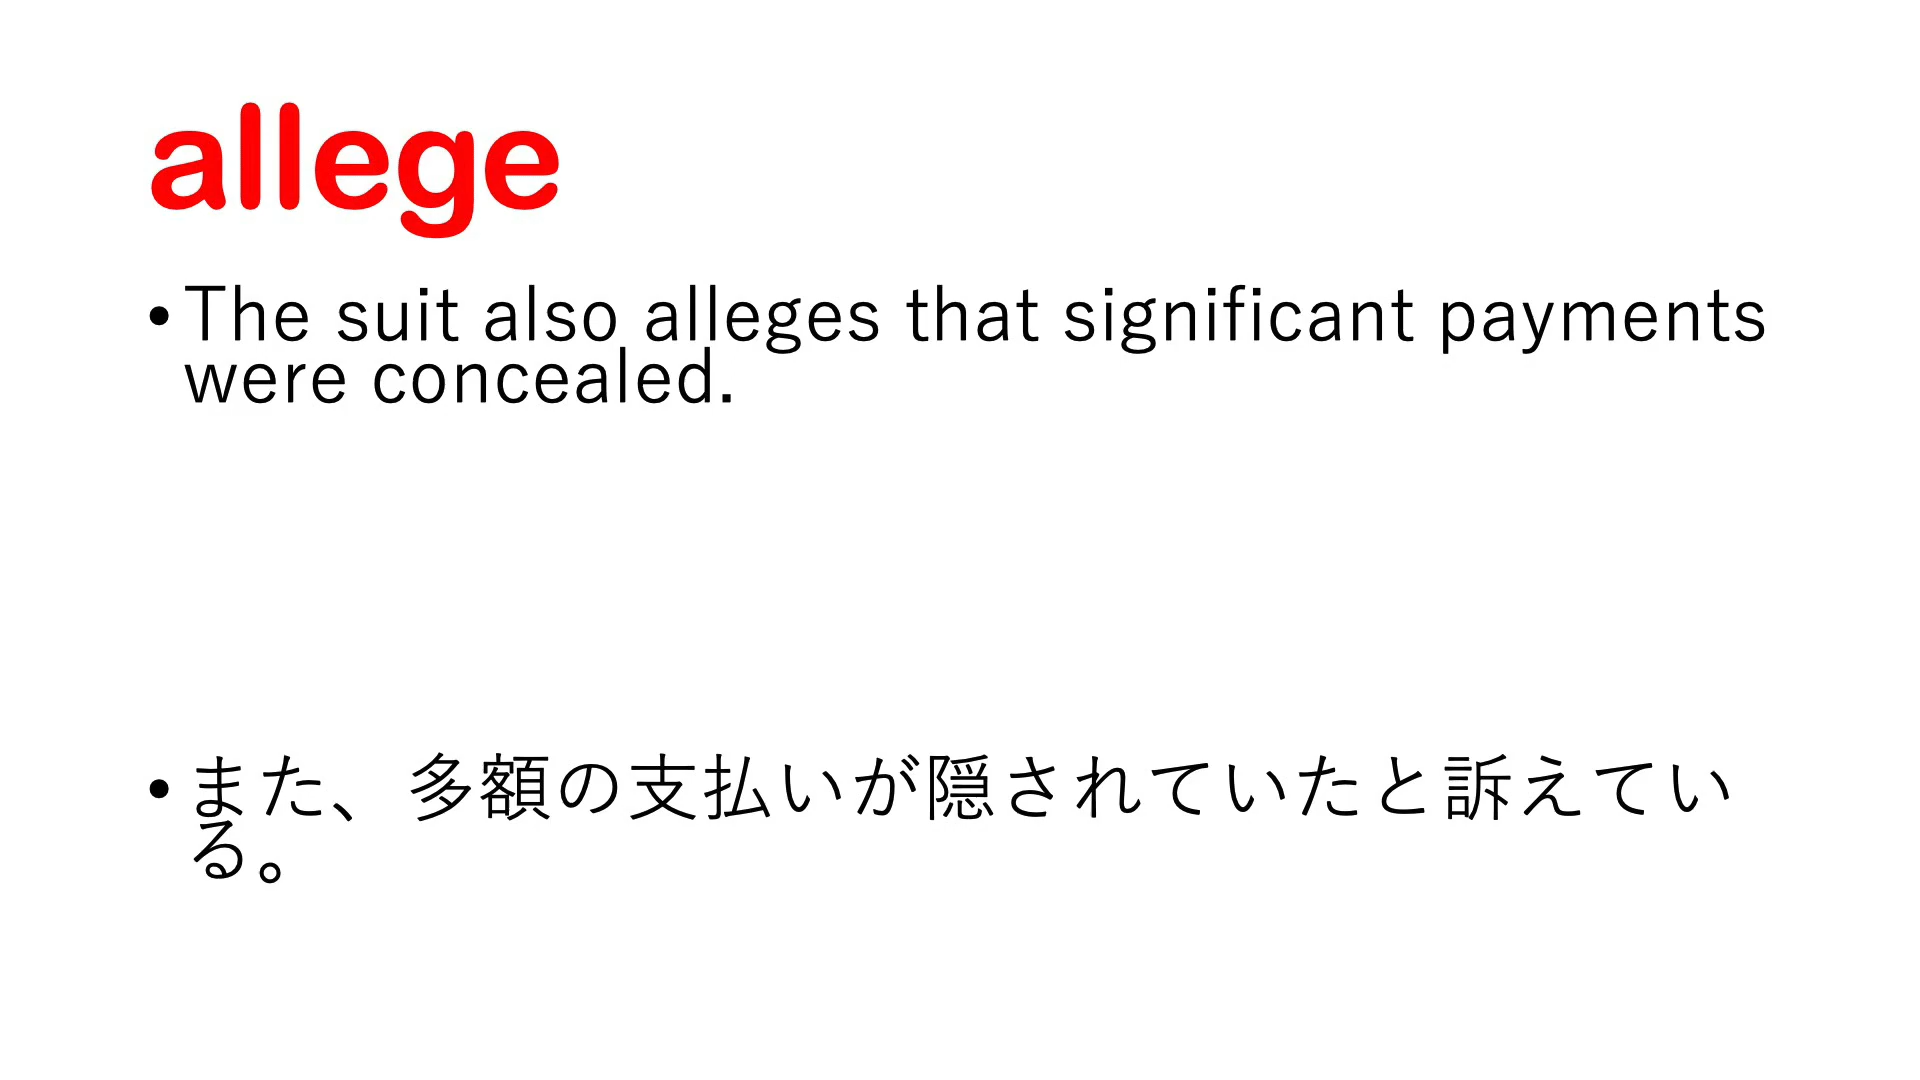 allege
• The suit also alleges that significant payments
were concealed.
• また、多額の支払いが隠されていたと訴えてい
る。